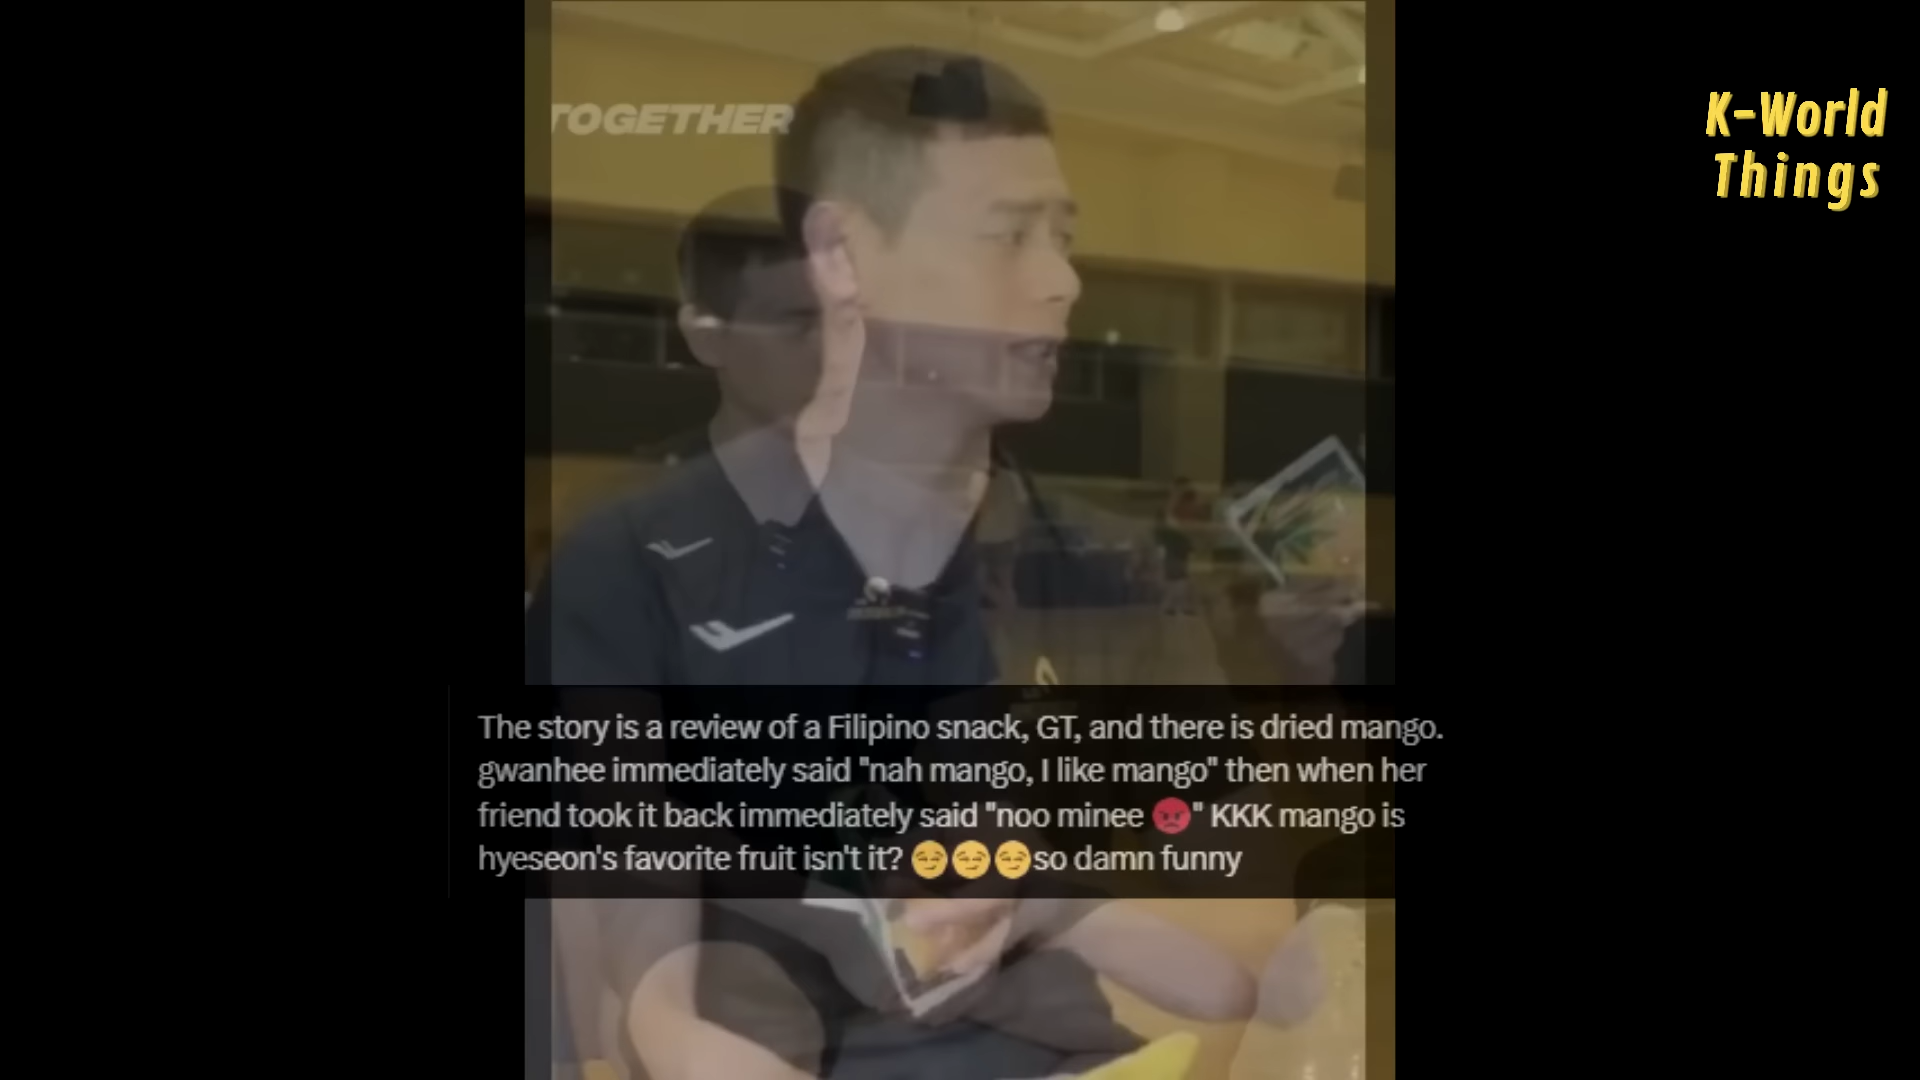 TOGETHER
K-World
Things
The story is a review of a Filipino snack, GT, and there is dried mango.
gwanhee immediately said "nah mango, I like mango" then when her
friend took it back immediately said "noo minee 😡" KKK mango is
hyeseon's favorite fruit isn't it? 😏😏😏so damn funny